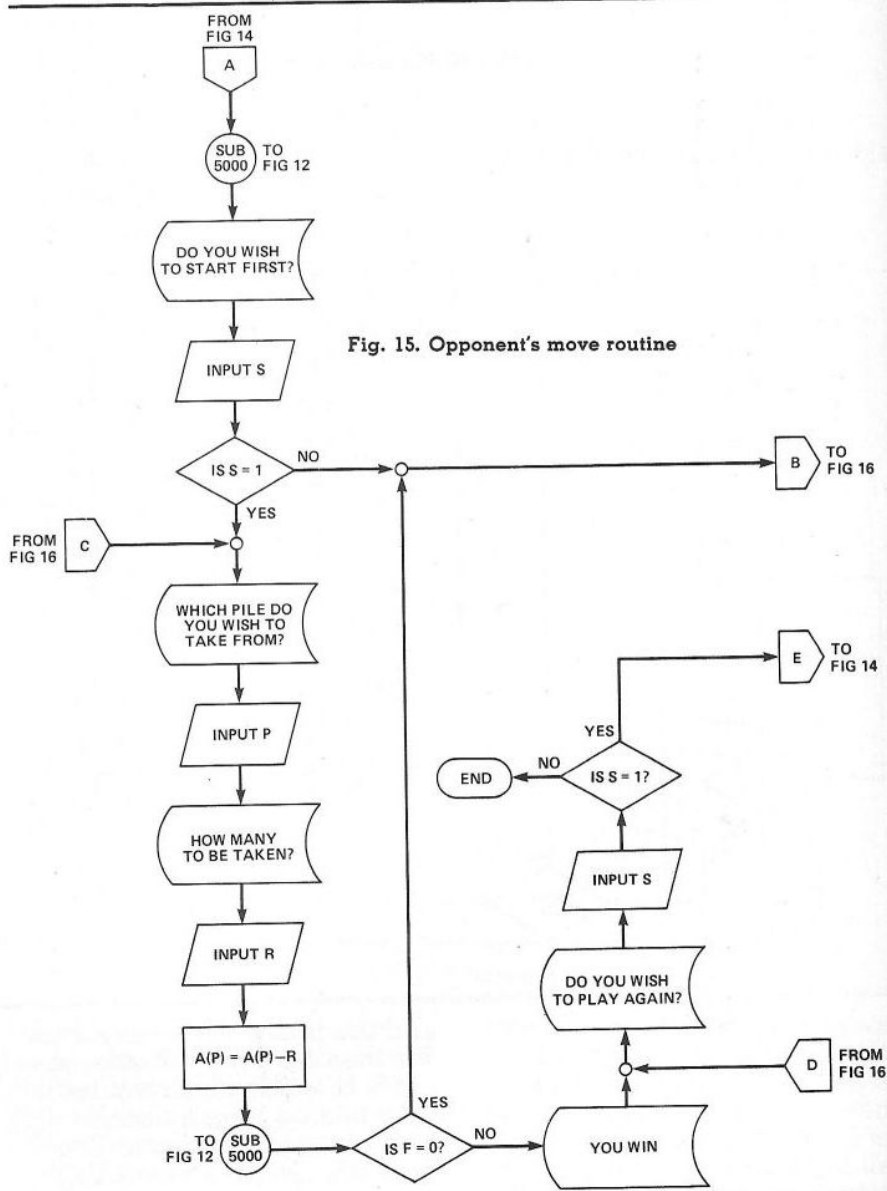 FROM
FIG 14
A
SUB
5000
TO
FIG 12
DO YOU WISH
TO START FIRST?
INPUT S
Fig. 15. Opponent's move routine
IS S = 1
NO
B
TO
FIG 16
YES
FROM
FIG 16
C
WHICH PILE DO
YOU WISH TO
TAKE FROM?
INPUT P
HOW MANY
TO BE TAKEN?
INPUT R
A(P) = A(P)–R
TO
FIG 12
SUB
5000
IS F = 0?
YES
NO
YOU WIN
D
FROM
FIG 16
DO YOU WISH
TO PLAY AGAIN?
INPUT S
IS S = 1?
NO
END
YES
E
TO
FIG 14